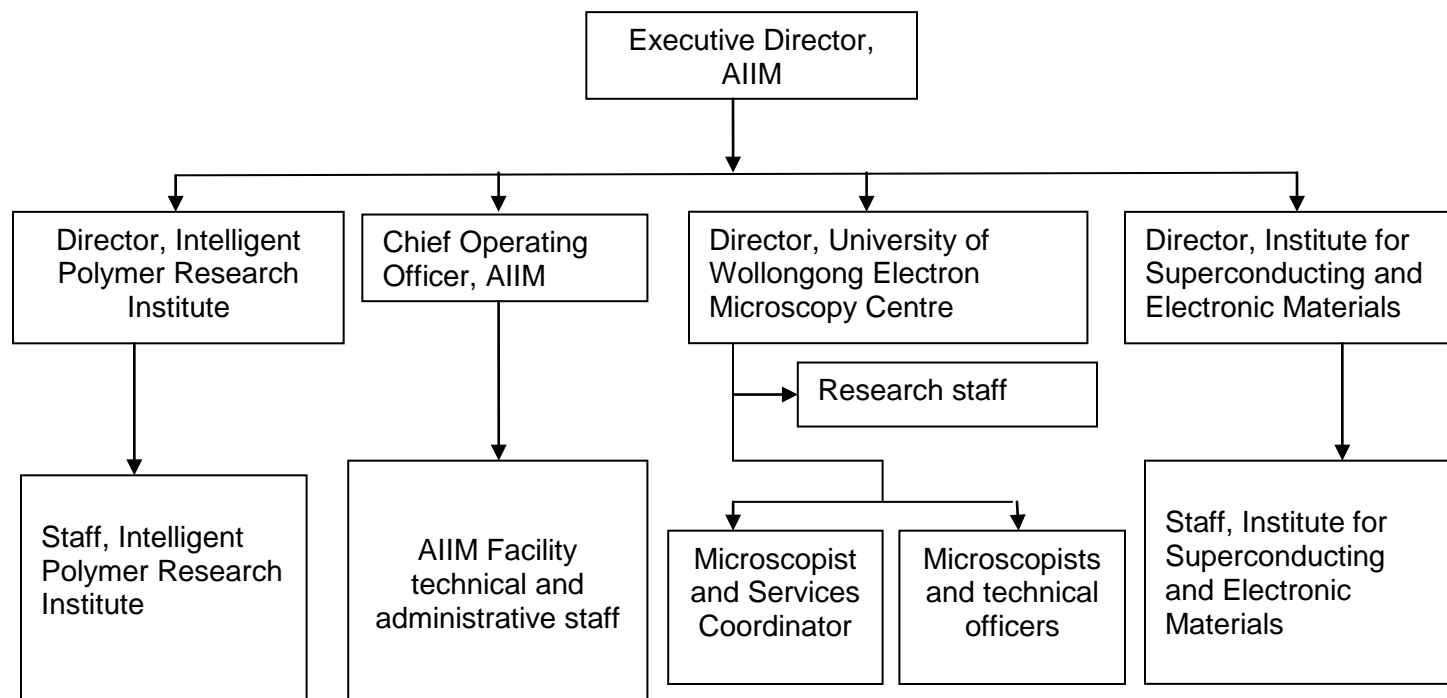 Executive Director,
AIIM
Director, Intelligent
Polymer Research
Institute
Chief Operating
Officer, AIIM
Director, University of
Wollongong Electron
Microscopy Centre
Director, Institute for
Superconducting and
Electronic Materials
Research staff
Staff, Intelligent
Polymer Research
Institute
AIIM Facility
technical and
administrative staff
Microscopist
and Services
Coordinator
Microscopists
and technical
officers
Staff, Institute for
Superconducting
and Electronic
Materials